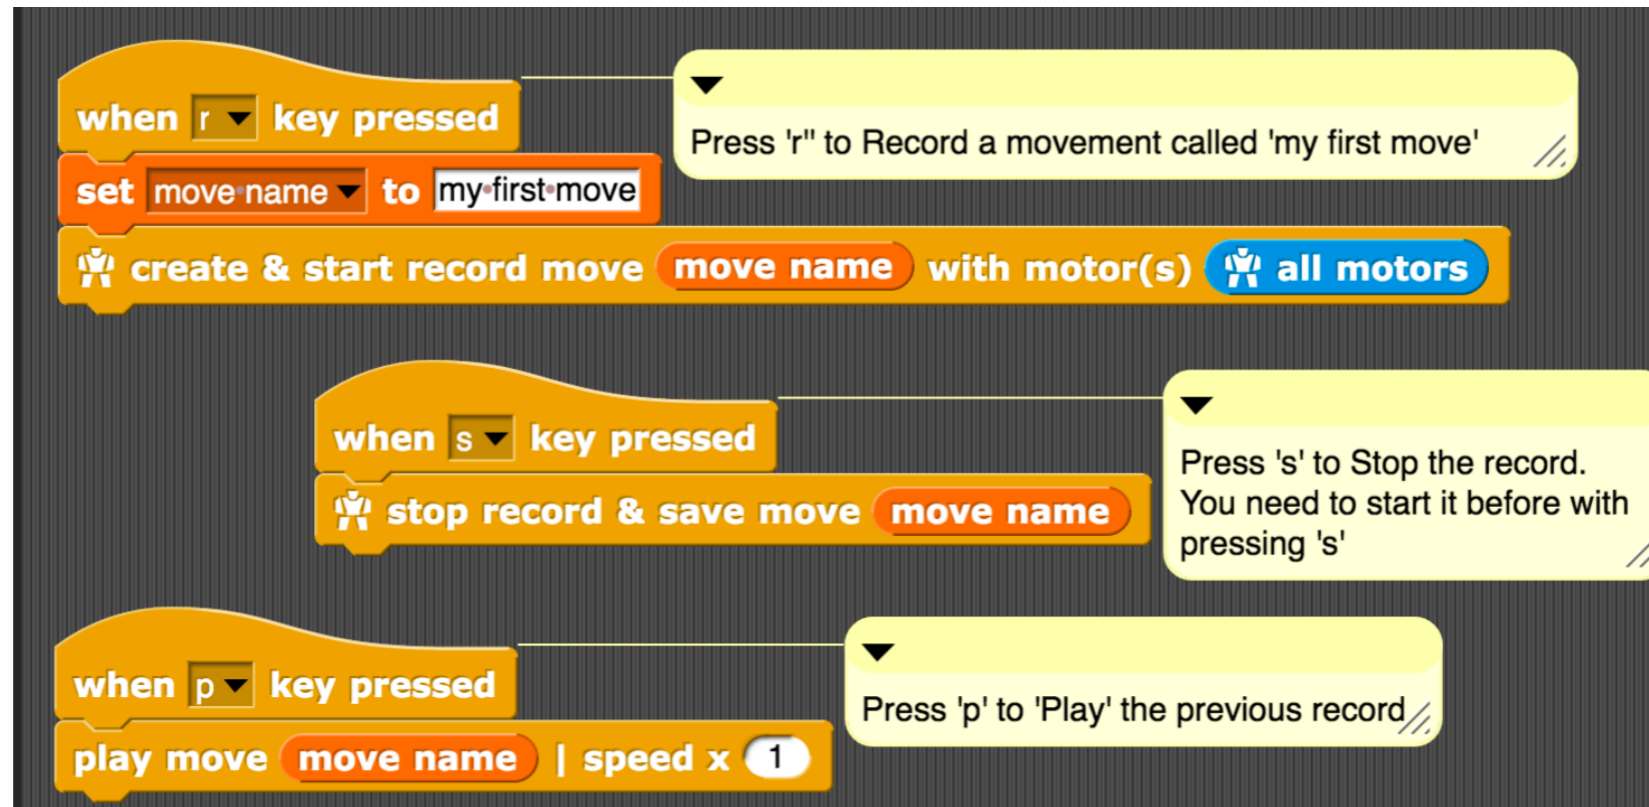 when r key pressed
Press 'r" to Record a movement called 'my first move'
set move name to my first move
create & start record move move name with motor(s) all motors
when s key pressed
Press 's' to Stop the record.
You need to start it before with
pressing 's'
stop record & save move move name
when p key pressed
Press 'p' to 'Play' the previous record
play move move name | speed x 1